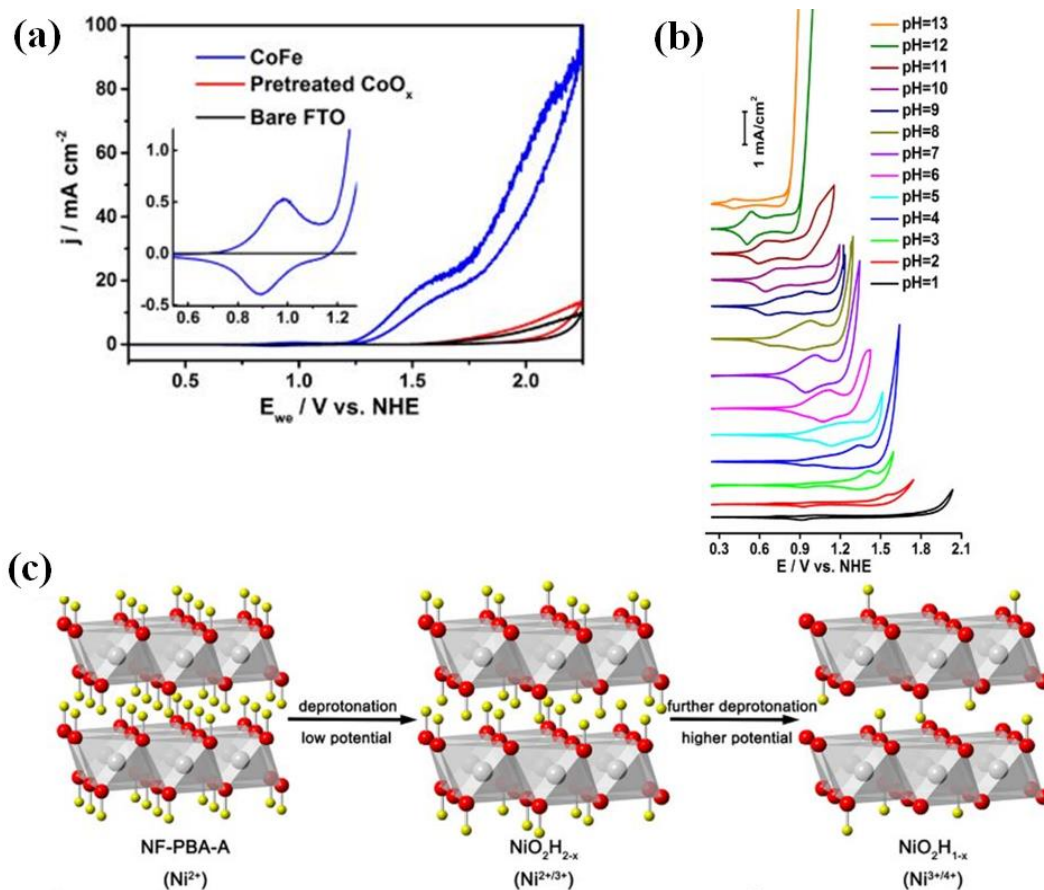 (a)
100
80
60
40
20
0
j / mA cm⁻²
CoFe
Pretreated CoOₓ
Bare FTO
1.0
0.5
0.0
-0.5
0.6 0.8 1.0 1.2
0.5 1.0 1.5 2.0
E_we / V vs. NHE
(b)
1 mA/cm²
pH=13
pH=12
pH=11
pH=10
pH=9
pH=8
pH=7
pH=6
pH=5
pH=4
pH=3
pH=2
pH=1
0.3 0.6 0.9 1.2 1.5 1.8 2.1
E / V vs. NHE
(c)
deprotonation
low potential
further deprotonation
higher potential
NF-PBA-A
(Ni²⁺)
NiO₂H₂₋ₓ
(Ni²⁺/³⁺)
NiO₂H₁₋ₓ
(Ni³⁺/⁴⁺)